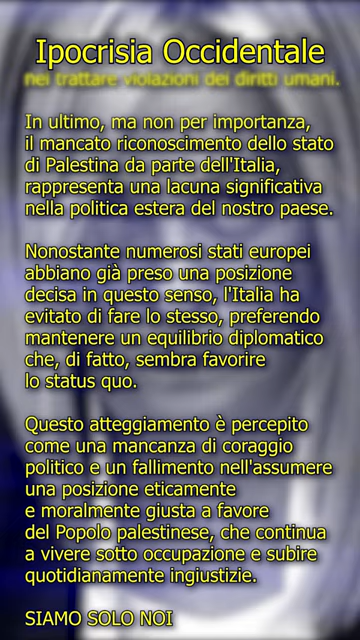 Ipocrisia Occidentale
nei trattare violazioni dei diritti umani.
In ultimo, ma non per importanza,
il mancato riconoscimento dello stato
di Palestina da parte dell'Italia,
rappresenta una lacuna significativa
nella politica estera del nostro paese.
Nonostante numerosi stati europei
abbiano già preso una posizione
decisa in questo senso, l'Italia ha
evitato di fare lo stesso, preferendo
mantenere un equilibrio diplomatico
che, di fatto, sembra favorire
lo status quo.
Questo atteggiamento è percepito
come una mancanza di coraggio
politico e un fallimento nell'assumere
una posizione eticamente
e moralmente giusta a favore
del Popolo palestinese, che continua
a vivere sotto occupazione e subire
quotidianamente ingiustizie.
SIAMO SOLO NOI